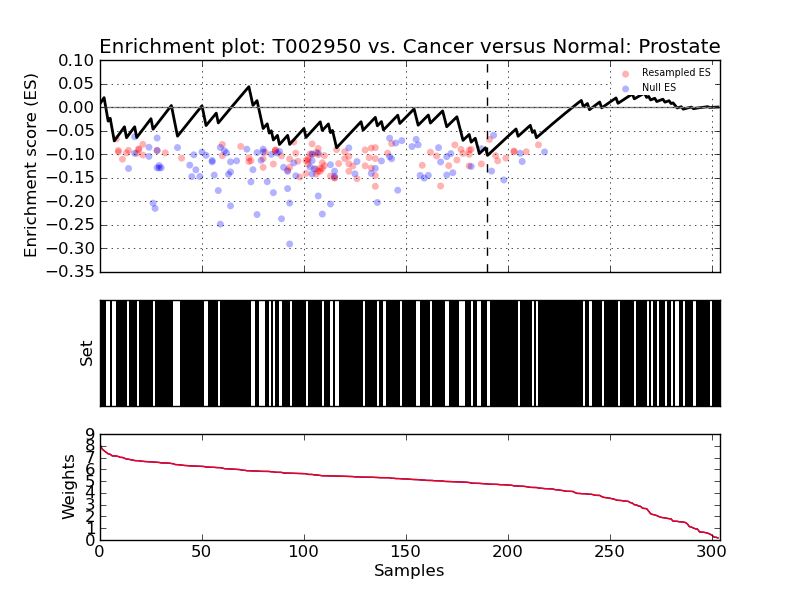 Enrichment plot: T002950 vs. Cancer versus Normal: Prostate
Enrichment score (ES)
0.10
0.05
0.00
−0.05
−0.10
−0.15
−0.20
−0.25
−0.30
−0.35
Resampled ES
Null ES
Set
Weights
9
8
7
6
5
4
3
2
1
0
0 50 100 150 200 250 300
Samples